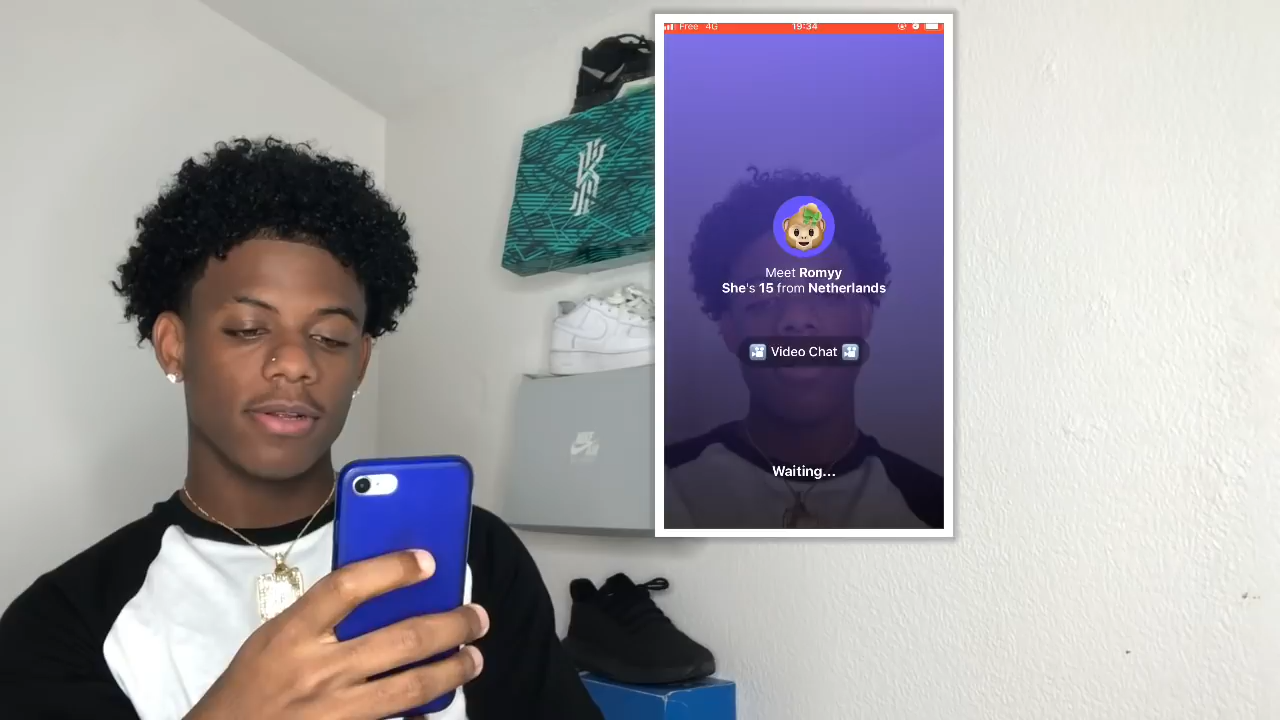 Free 4G 19:34
Meet Romyy
She's 15 from Netherlands
Video Chat
Waiting...